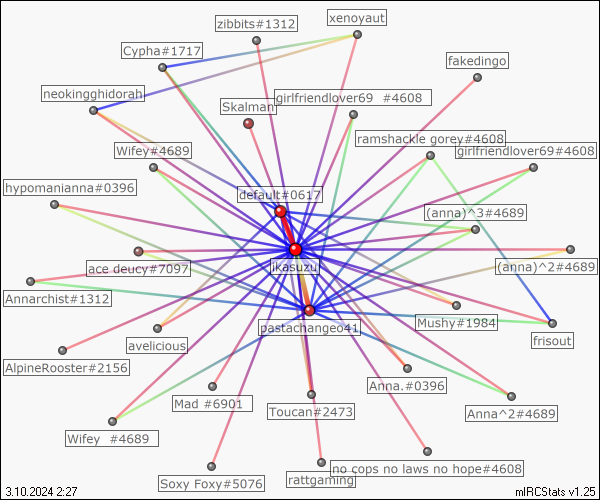 xenoyaut
zibbits#1312
Cypha#1717
fakedingo
neokingghidorah
girlfriendlover69 #4608
Skalman
ramshackle gorey#4608
Wifey#4689
girlfriendlover69#4608
hypomanianna#0396
default#0617
(anna)^3#4689
ikasuzu
ace deucy#7097
(anna)^2#4689
Annarchist#1312
pastachangeo41
Mushy#1984
frisout
avelicious
AlpineRooster#2156
Anna.#0396
Mad #6901
Toucan#2473
Anna^2#4689
Wifey #4689
no cops no laws no hope#4608
Soxy Foxy#5076
rattgaming
3.10.2024 2:27
mIRCStats v1.25